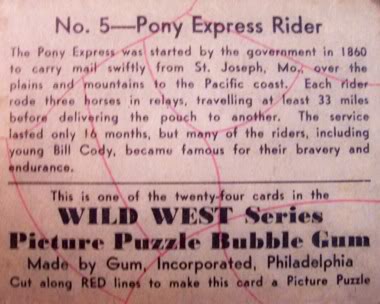 No. 5—Pony Express Rider
The Pony Express was started by the government in 1860
to carry mail swiftly from St. Joseph, Mo., over the
plains and mountains to the Pacific coast. Each rider
rode three horses in relays, travelling at least 33 miles
before delivering the pouch to another. The service
lasted only 16 months, but many of the riders, including
young Bill Cody, became famous for their bravery and
endurance.
This is one of the twenty-four cards in the
WILD WEST Series
Picture Puzzle Bubble Gum
Made by Gum, Incorporated, Philadelphia
Cut along RED lines to make this card a Picture Puzzle